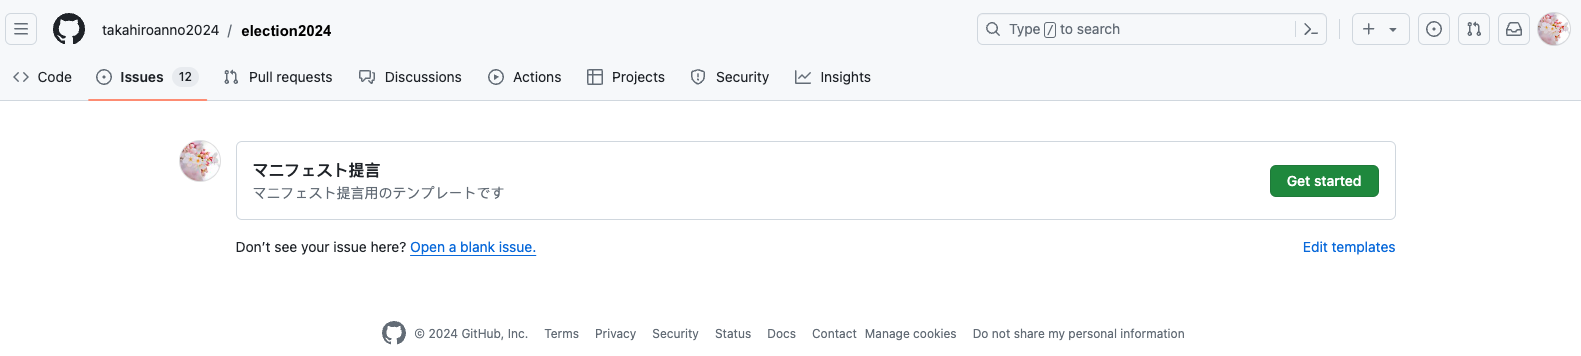 takahiroanno2024 / election2024
Type / to search
Code
Issues 12
Pull requests
Discussions
Actions
Projects
Security
Insights
マニフェスト提言
マニフェスト提言用のテンプレートです
Get started
Don’t see your issue here? Open a blank issue.
Edit templates
© 2024 GitHub, Inc. Terms Privacy Security Status Docs Contact Manage cookies Do not share my personal information